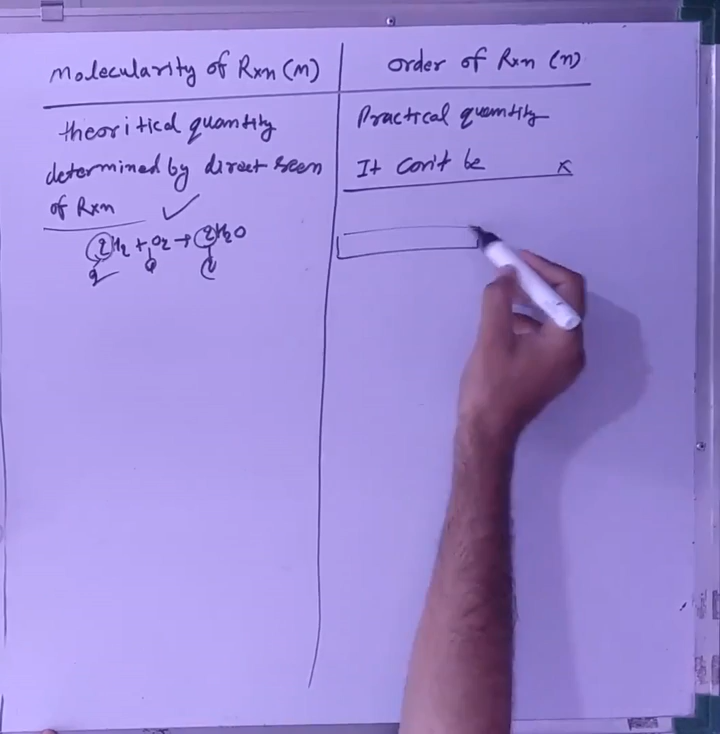 Molecularity of Rxn (M)
theoritical quantity
determined by direct seen
of Rxn ✓
2H2 + O2 → 2H2O
order of Rxn (n)
Practical quantity
It can't be x